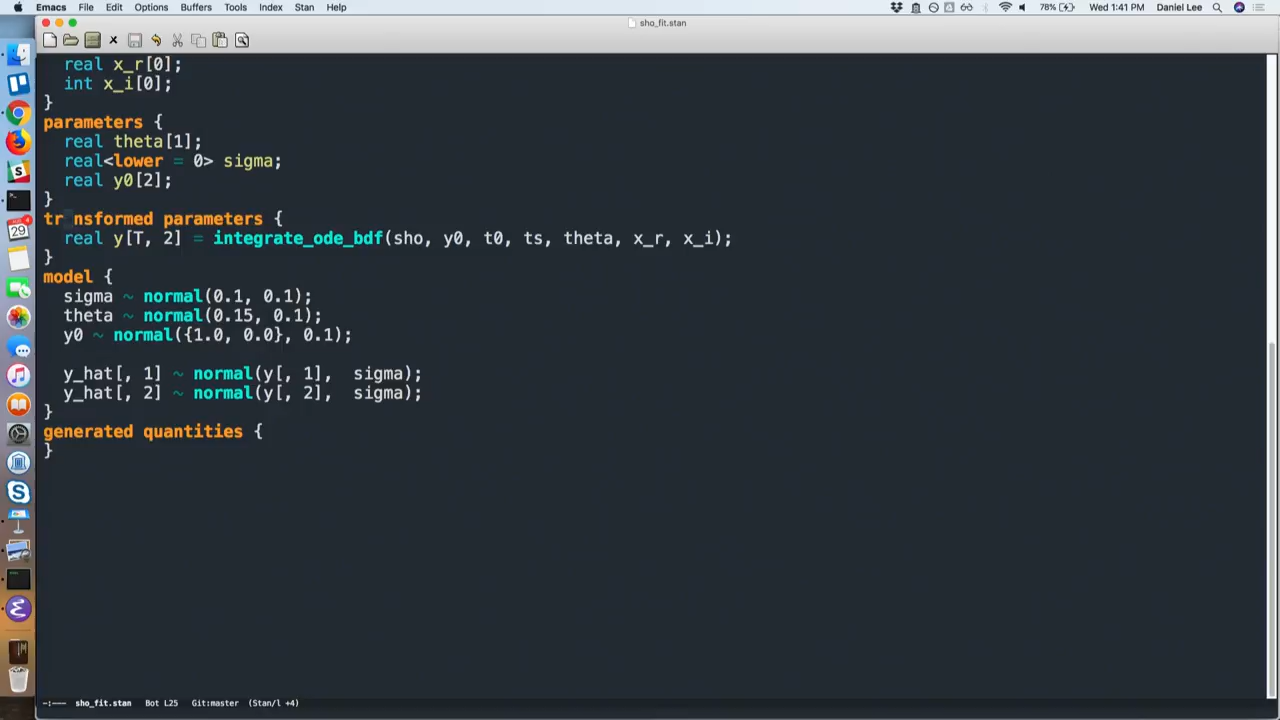 Emacs File Edit Options Buffers Tools Index Stan Help 78% Wed 1:41 PM Daniel Lee
sho_fit.stan
real x_r[0];
int x_i[0];
}
parameters {
real theta[1];
real<lower = 0> sigma;
real y0[2];
}
tr nsformed parameters {
real y[T, 2] = integrate_ode_bdf(sho, y0, t0, ts, theta, x_r, x_i);
}
model {
sigma ~ normal(0.1, 0.1);
theta ~ normal(0.15, 0.1);
y0 ~ normal({1.0, 0.0}, 0.1);
y_hat[, 1] ~ normal(y[, 1], sigma);
y_hat[, 2] ~ normal(y[, 2], sigma);
}
generated quantities {
}
-:--- sho_fit.stan Bot L25 Git:master (Stan/l +4)